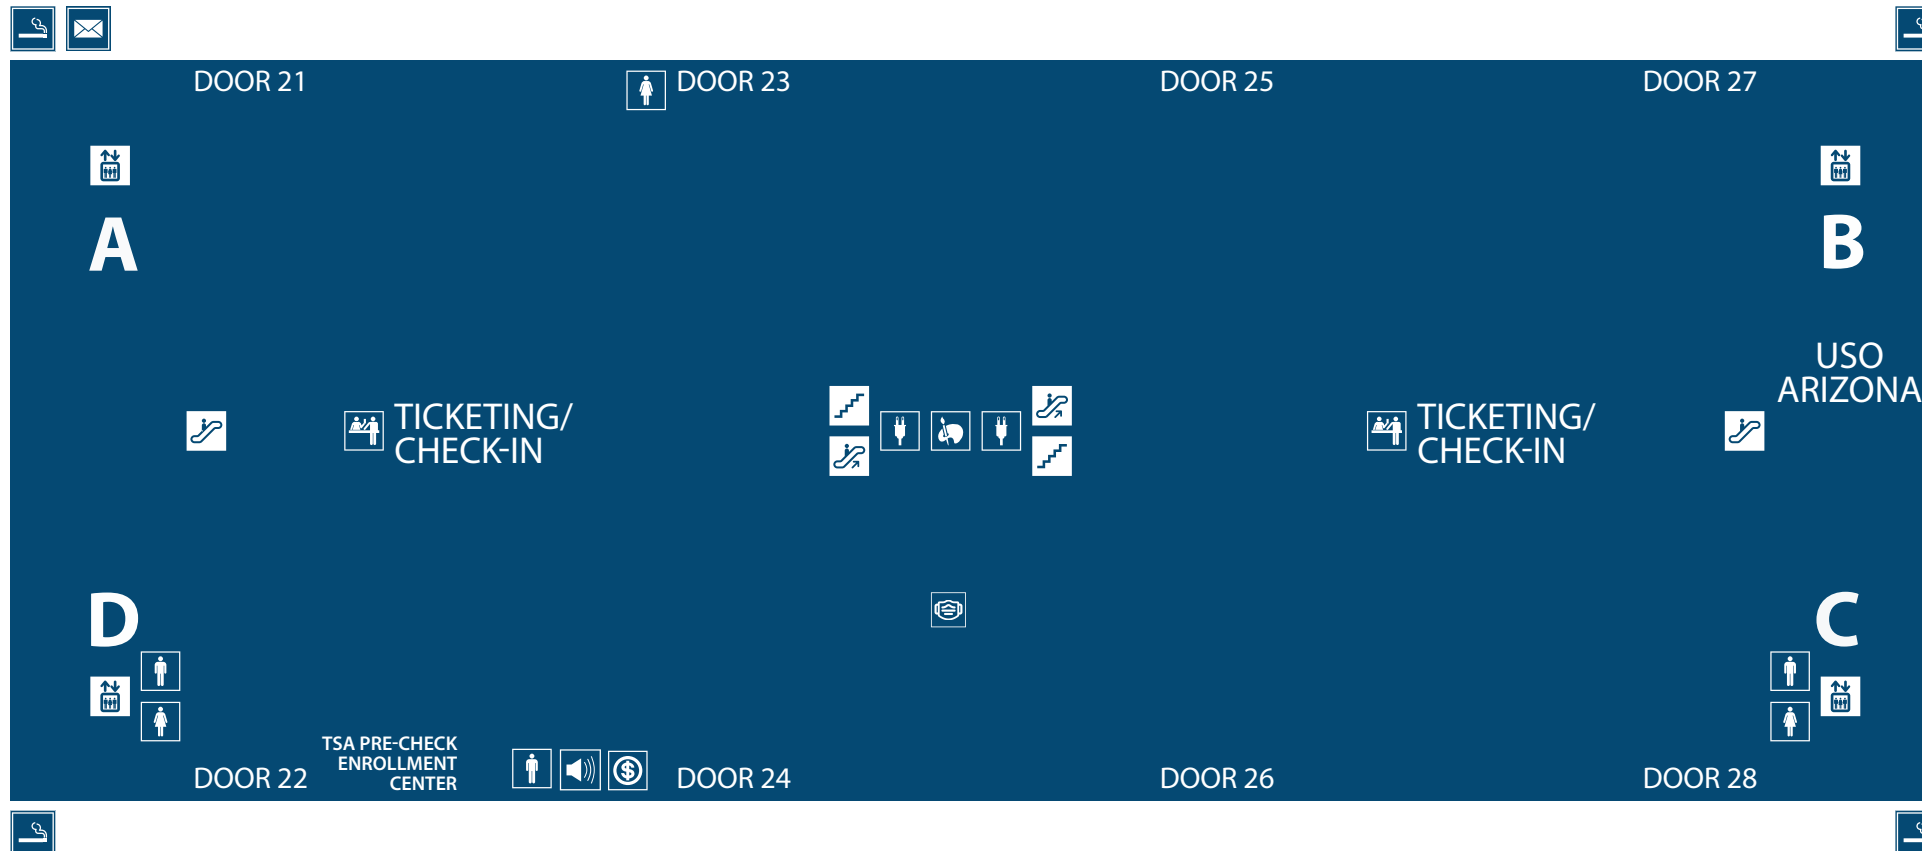 DOOR 21
DOOR 23
DOOR 25
DOOR 27
A
B
USO
ARIZONA
TICKETING/
CHECK-IN
TICKETING/
CHECK-IN
D
C
TSA PRE-CHECK
ENROLLMENT
CENTER
$
DOOR 22
DOOR 24
DOOR 26
DOOR 28